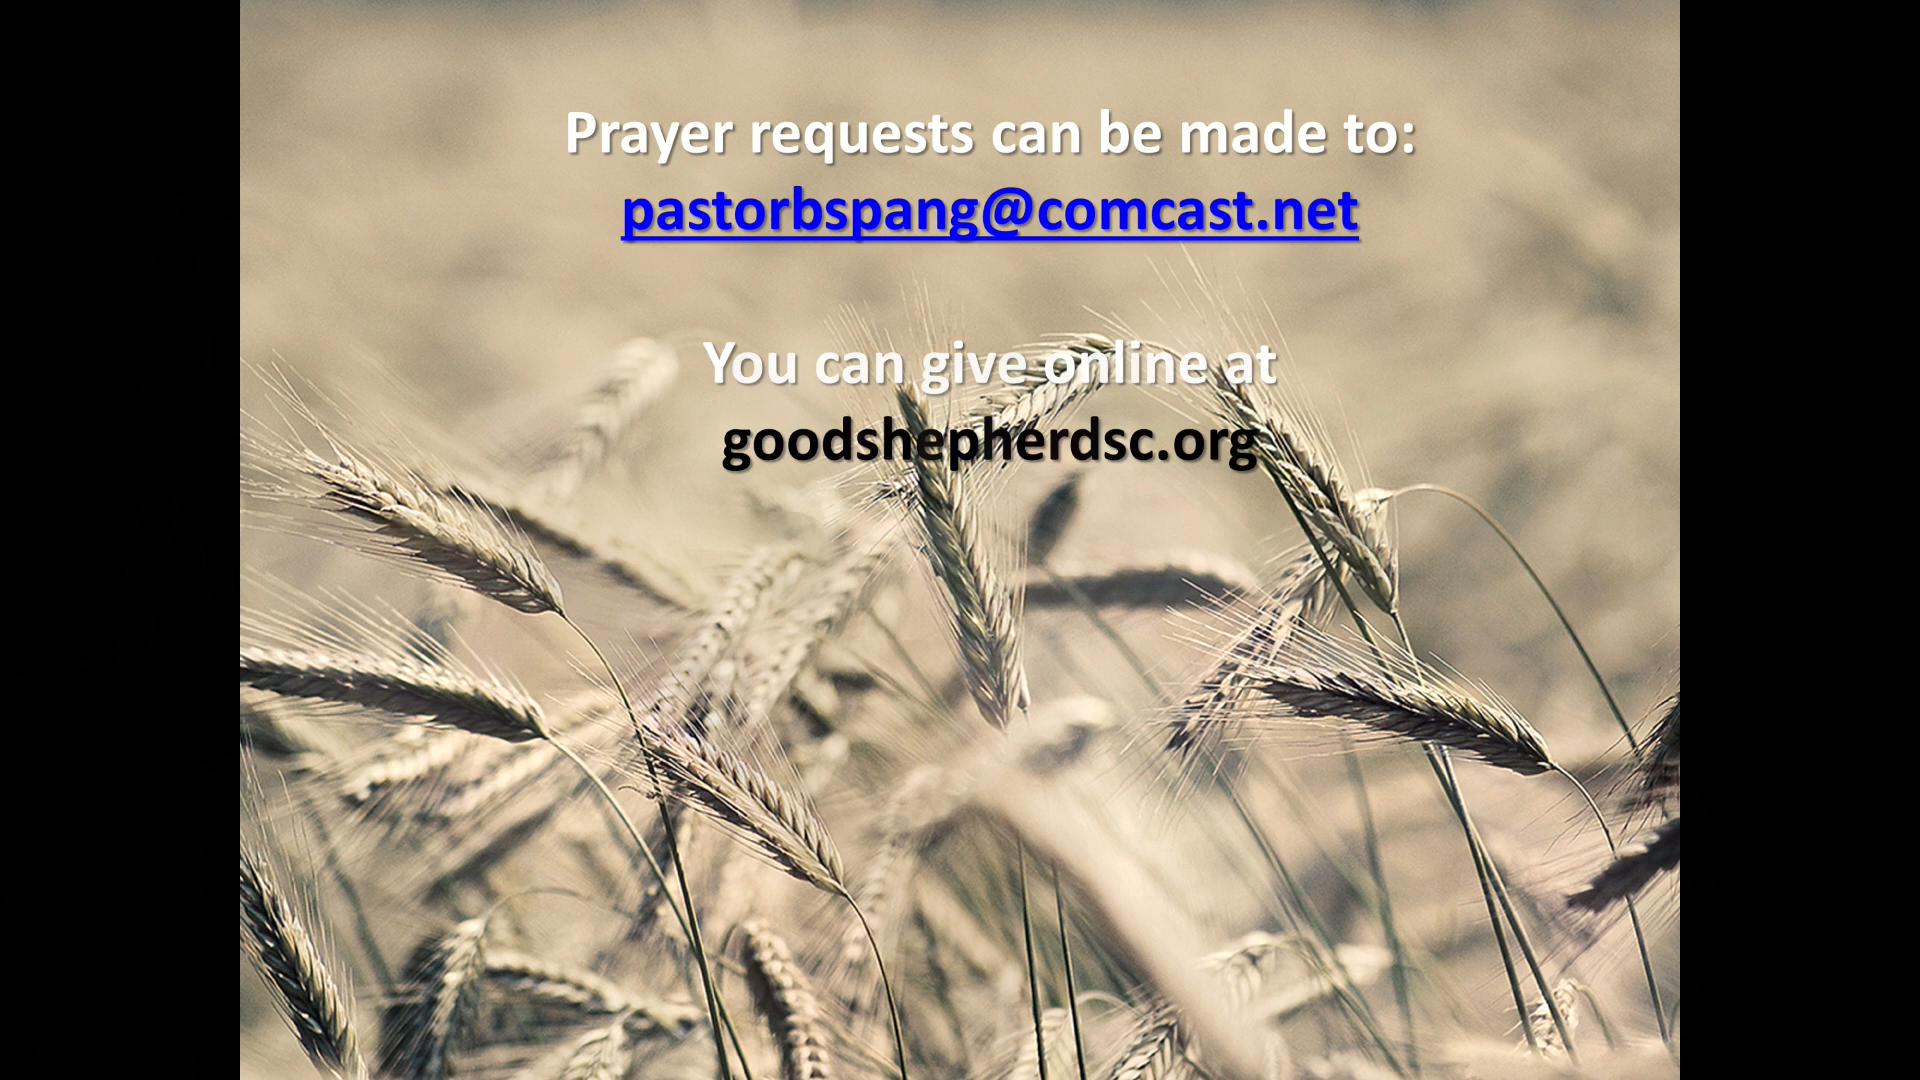 Prayer requests can be made to:
pastorbspang@comcast.net
You can give online at
goodshepherdsc.org